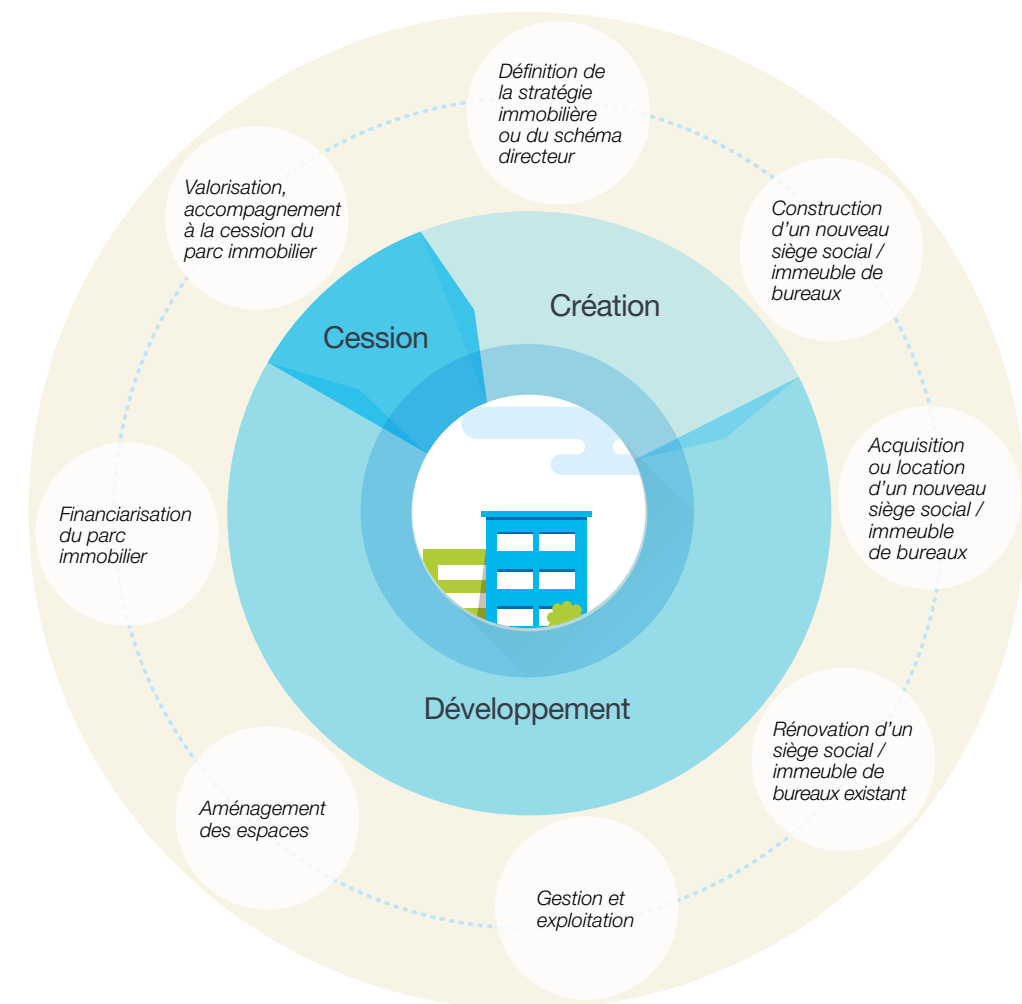 Définition de
la stratégie
immobilière
ou du schéma
directeur
Construction
d’un nouveau
siège social /
immeuble de
bureaux
Acquisition
ou location
d’un nouveau
siège social /
immeuble
de bureaux
Rénovation d’un
siège social /
immeuble de
bureaux existant
Gestion et
exploitation
Aménagement
des espaces
Financiarisation
du parc
immobilier
Valorisation,
accompagnement
à la cession du
parc immobilier
Cession
Création
Développement